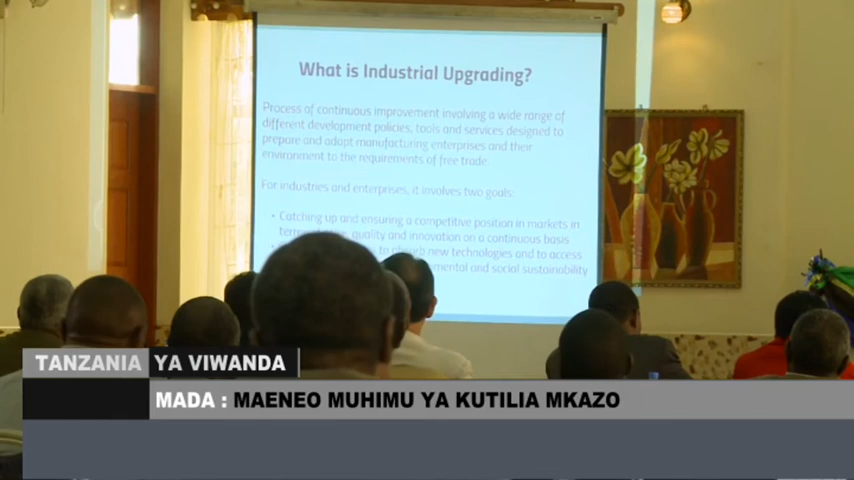 What is Industrial Upgrading?
Process of continuous improvement involving a wide range of
different development policies, tools and services designed to
prepare and adapt manufacturing enterprises and their
environment to the requirements of free trade.
For industries and enterprises, it involves two goals:
• Catching up and ensuring a competitive position in markets in
quality and innovation on a continuous basis
new technologies and to access
and social sustainability
TANZANIA YA VIWANDA
MADA : MAENEO MUHIMU YA KUTILIA MKAZO